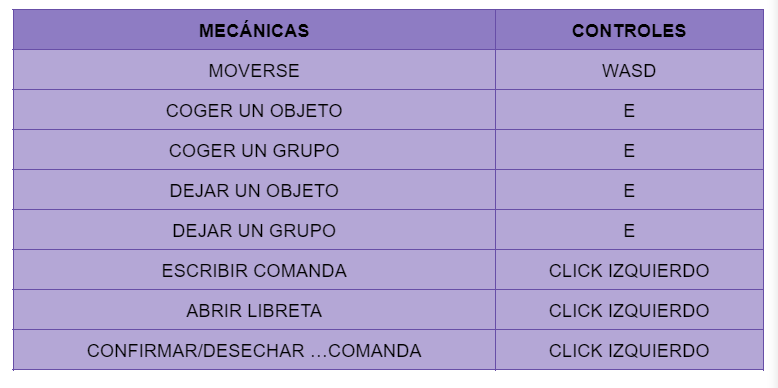 MECÁNICAS CONTROLES
MOVERSE WASD
COGER UN OBJETO E
COGER UN GRUPO E
DEJAR UN OBJETO E
DEJAR UN GRUPO E
ESCRIBIR COMANDA CLICK IZQUIERDO
ABRIR LIBRETA CLICK IZQUIERDO
CONFIRMAR/DESECHAR …COMANDA CLICK IZQUIERDO